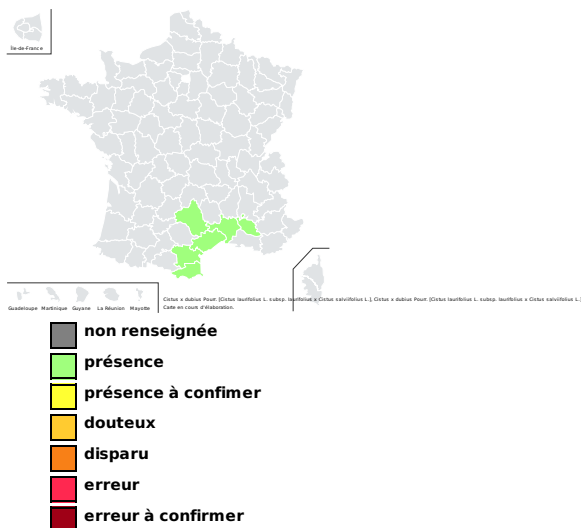 Île-de-France
Guadeloupe Martinique Guyane La Réunion Mayotte
Cistus x dubius Pourr. [Cistus laurifolius L. subsp. laurifolius x Cistus salviifolius L.], Cistus x dubius Pourr. [Cistus laurifolius L. subsp. laurifolius x Cistus salviifolius L.]
Carte en cours d'élaboration.
non renseignée
présence
présence à confimer
douteux
disparu
erreur
erreur à confirmer